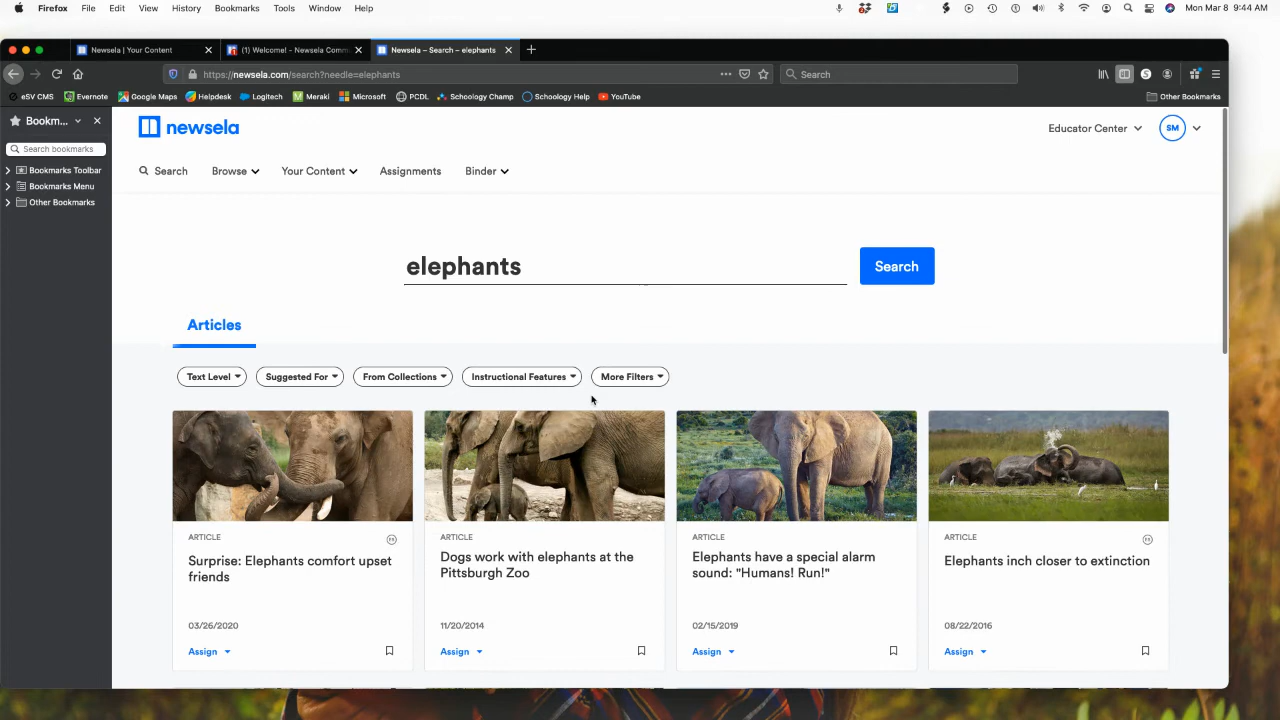 Firefox File Edit View History Bookmarks Tools Window Help Mon Mar 8 9:44 AM
Newsela | Your Content (1) Welcome! - Newsela Comm Newsela – Search – elephants
https://newsela.com/search?needle=elephants Search
eSV CMS Evernote Google Maps Helpdesk Logitech Meraki Microsoft PCDL Schoology Champ Schoology Help YouTube Other Bookmarks
Bookm...
Search bookmarks
Bookmarks Toolbar
Bookmarks Menu
Other Bookmarks
newsela Educator Center SM
Search Browse Your Content Assignments Binder
elephants Search
Articles
Text Level Suggested For From Collections Instructional Features More Filters
ARTICLE
Surprise: Elephants comfort upset
friends
03/26/2020
Assign
ARTICLE
Dogs work with elephants at the
Pittsburgh Zoo
11/20/2014
Assign
ARTICLE
Elephants have a special alarm
sound: "Humans! Run!"
02/15/2019
Assign
ARTICLE
Elephants inch closer to extinction
08/22/2016
Assign